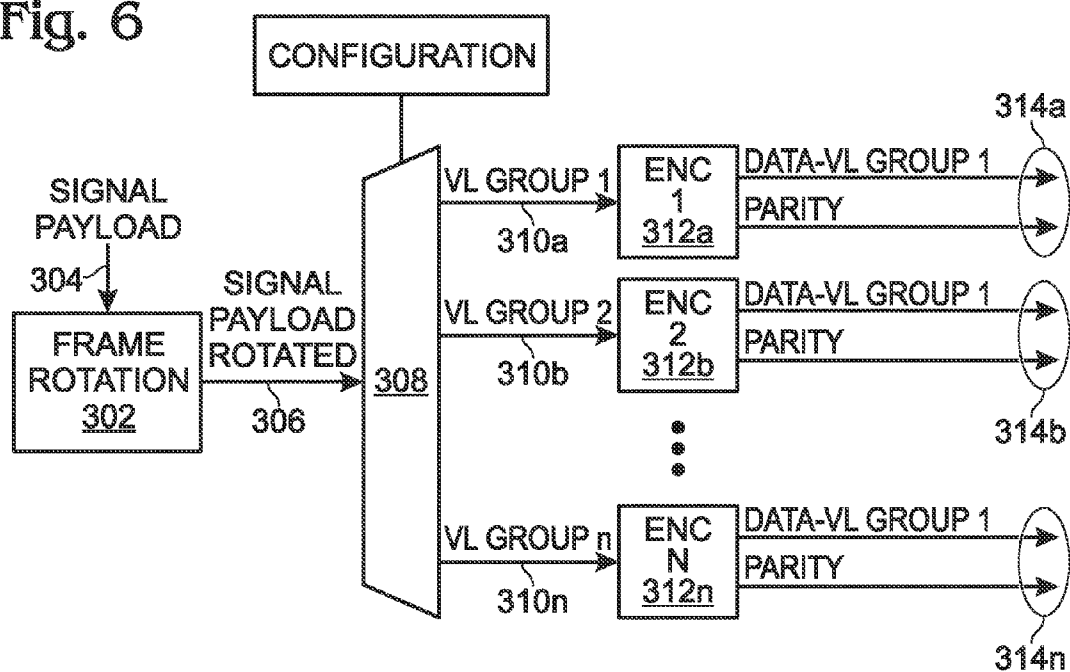 Fig. 6
CONFIGURATION
SIGNAL
PAYLOAD
304
FRAME
ROTATION
302
SIGNAL
PAYLOAD
ROTATED
306
308
VL GROUP 1
310a
ENC
1
312a
DATA-VL GROUP 1
PARITY
314a
VL GROUP 2
310b
ENC
2
312b
DATA-VL GROUP 1
PARITY
314b
VL GROUP n
310n
ENC
N
312n
DATA-VL GROUP 1
PARITY
314n